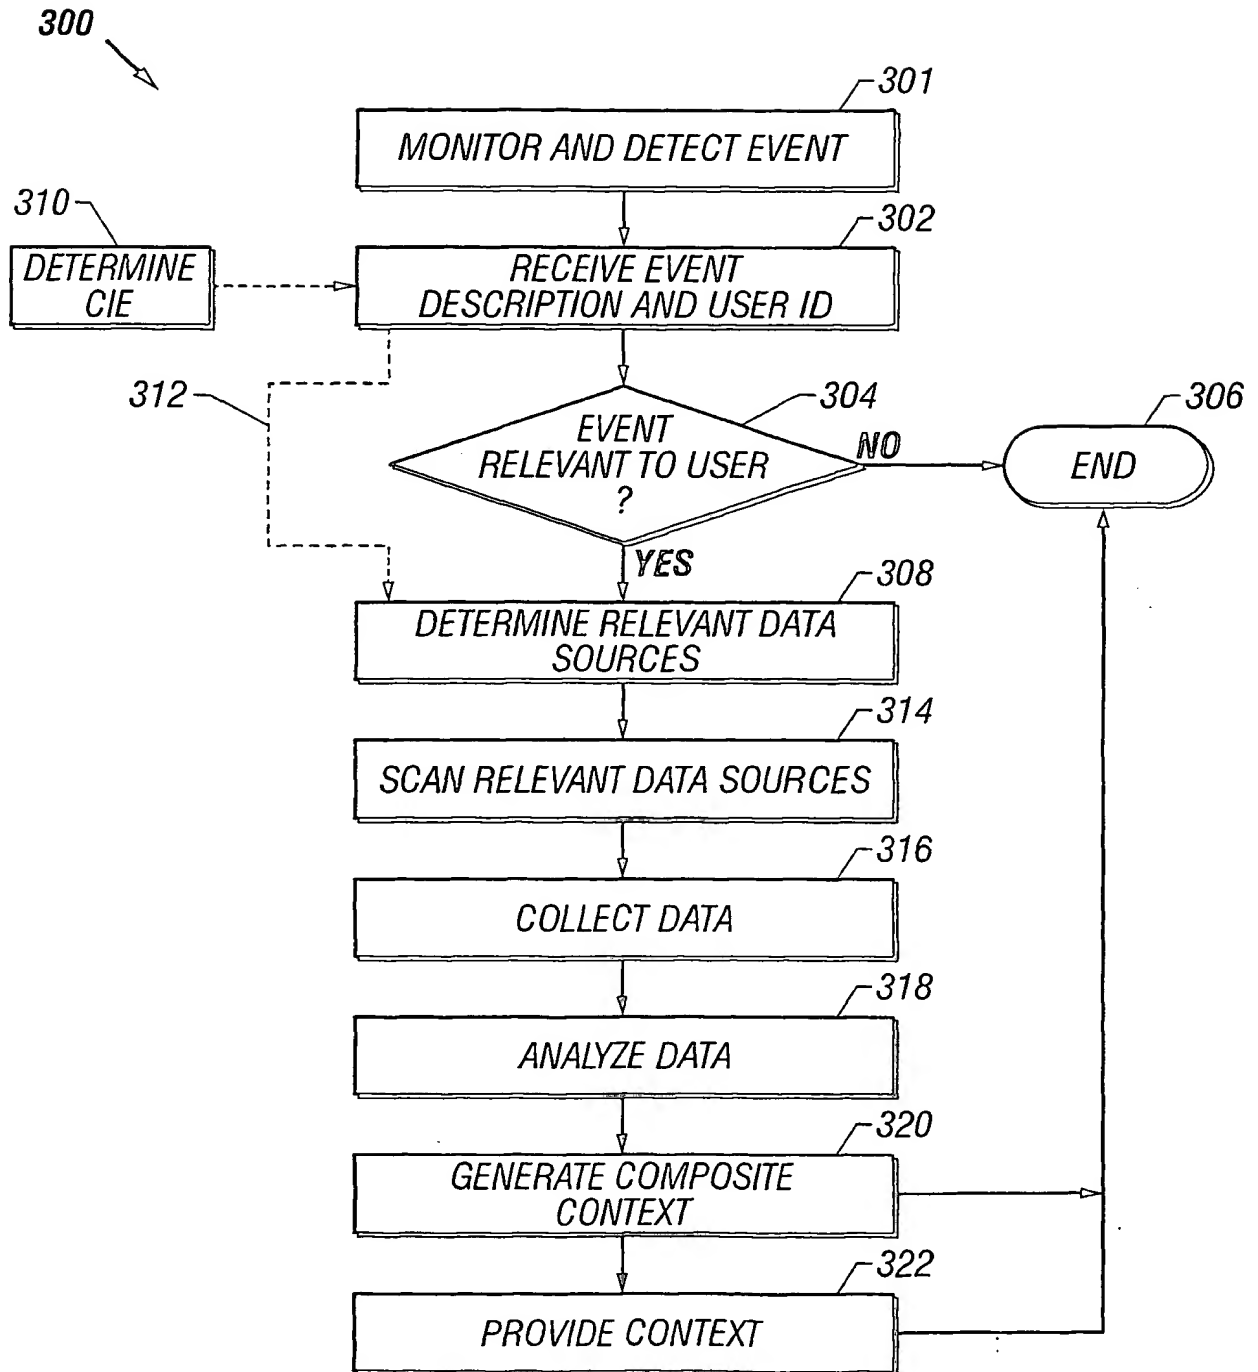 300
301
MONITOR AND DETECT EVENT
310
302
DETERMINE
CIE
RECEIVE EVENT
DESCRIPTION AND USER ID
312
304
306
EVENT
RELEVANT TO USER
?
NO
END
YES
308
DETERMINE RELEVANT DATA
SOURCES
314
SCAN RELEVANT DATA SOURCES
316
COLLECT DATA
318
ANALYZE DATA
320
GENERATE COMPOSITE
CONTEXT
322
PROVIDE CONTEXT